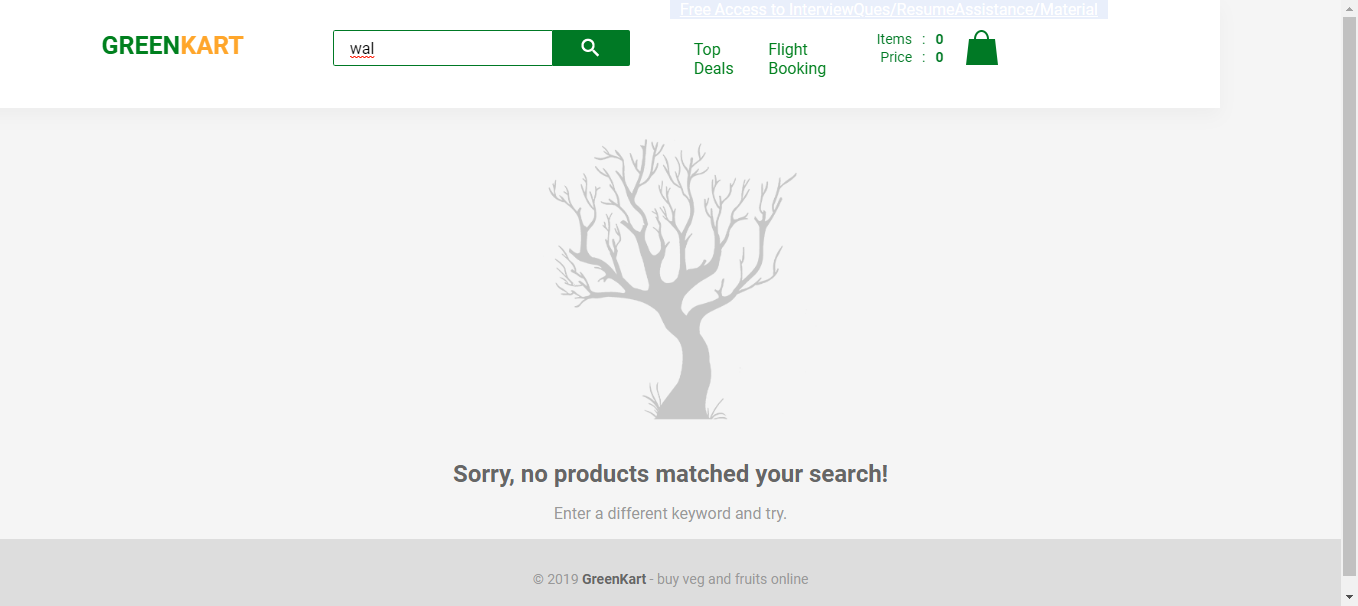 Free Access to InterviewQues/ResumeAssistance/Material
GREENKART
wal
Top
Deals
Flight
Booking
Items : 0
Price : 0
Sorry, no products matched your search!
Enter a different keyword and try.
© 2019 GreenKart - buy veg and fruits online